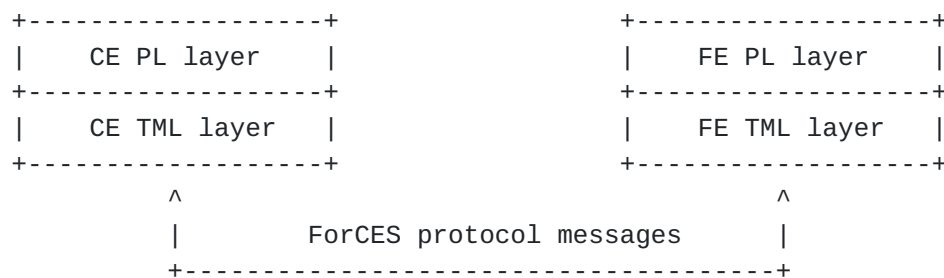 +-------------------+                  +-------------------+
|    CE PL layer    |                  |    FE PL layer    |
+-------------------+                  +-------------------+
|    CE TML layer   |                  |    FE TML layer   |
+-------------------+                  +-------------------+
          ^                                      ^
          |        ForCES protocol messages      |
          +--------------------------------------+